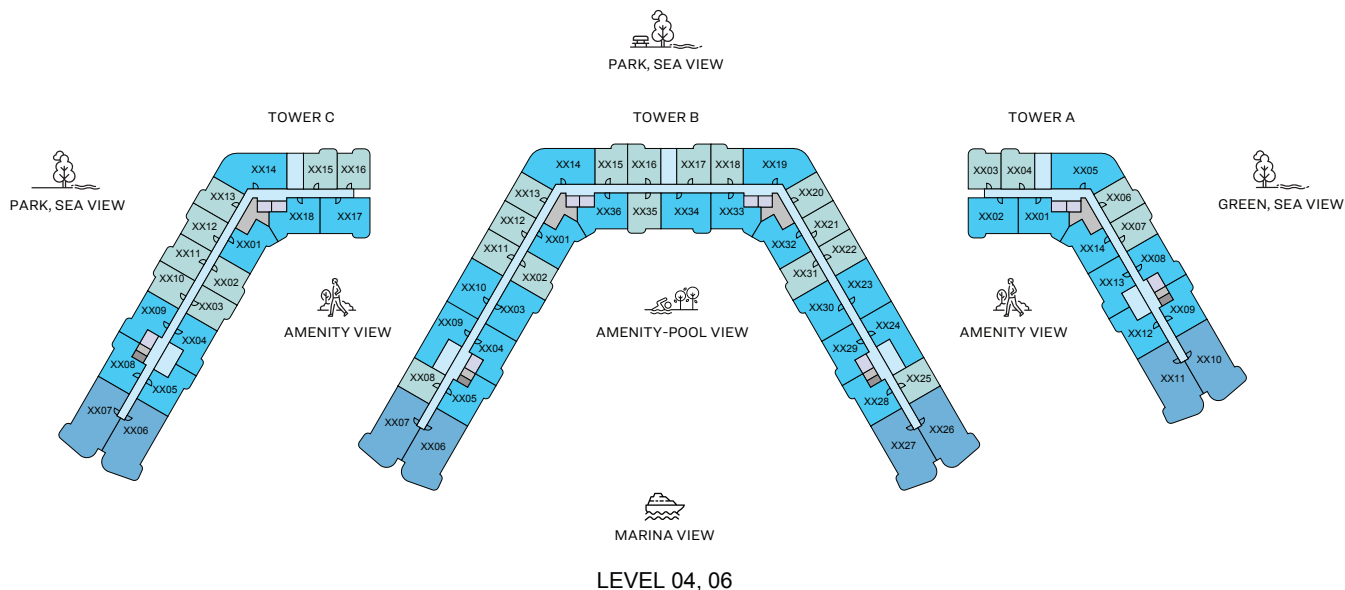 PARK, SEA VIEW
TOWER C
TOWER B
TOWER A
PARK, SEA VIEW
GREEN, SEA VIEW
XX14
XX15
XX16
XX13
XX12
XX11
XX10
XX09
XX08
XX07
XX06
XX05
XX04
XX03
XX02
XX01
XX18
XX17
XX14
XX15
XX16
XX17
XX18
XX19
XX13
XX12
XX11
XX10
XX09
XX08
XX07
XX06
XX05
XX04
XX03
XX02
XX01
XX36
XX35
XX34
XX33
XX32
XX31
XX30
XX29
XX28
XX27
XX26
XX25
XX24
XX23
XX22
XX21
XX20
XX03
XX04
XX05
XX02
XX01
XX06
XX07
XX08
XX09
XX10
XX11
XX12
XX13
XX14
AMENITY VIEW
AMENITY-POOL VIEW
AMENITY VIEW
MARINA VIEW
LEVEL 04, 06